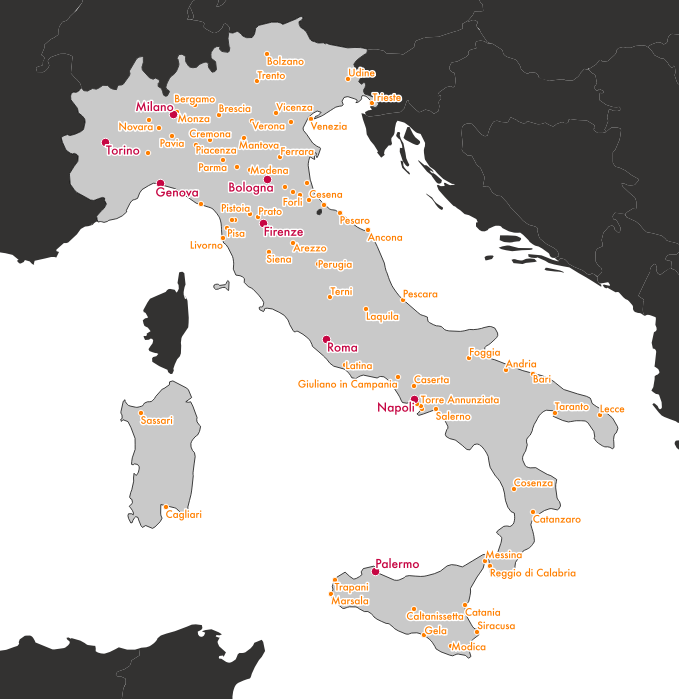 Bolzano
Udine
Trento
Trieste
Bergamo
Milano
Brescia
Vicenza
Monza
Novara
Verona
Venezia
Cremona
Pavia
Mantova
Torino
Piacenza
Ferrara
Parma
Modena
Bologna
Genova
Cesena
Forlì
Pistoia
Prato
Pesaro
Pisa
Firenze
Ancona
Livorno
Arezzo
Siena
Perugia
Terni
Pescara
Laquila
Roma
Foggia
Latina
Andria
Giuliano in Campania
Caserta
Bari
Torre Annunziata
Napoli
Taranto
Lecce
Salerno
Sassari
Cosenza
Cagliari
Catanzaro
Messina
Palermo
Reggio di Calabria
Trapani
Marsala
Catania
Caltanissetta
Siracusa
Gela
Modica